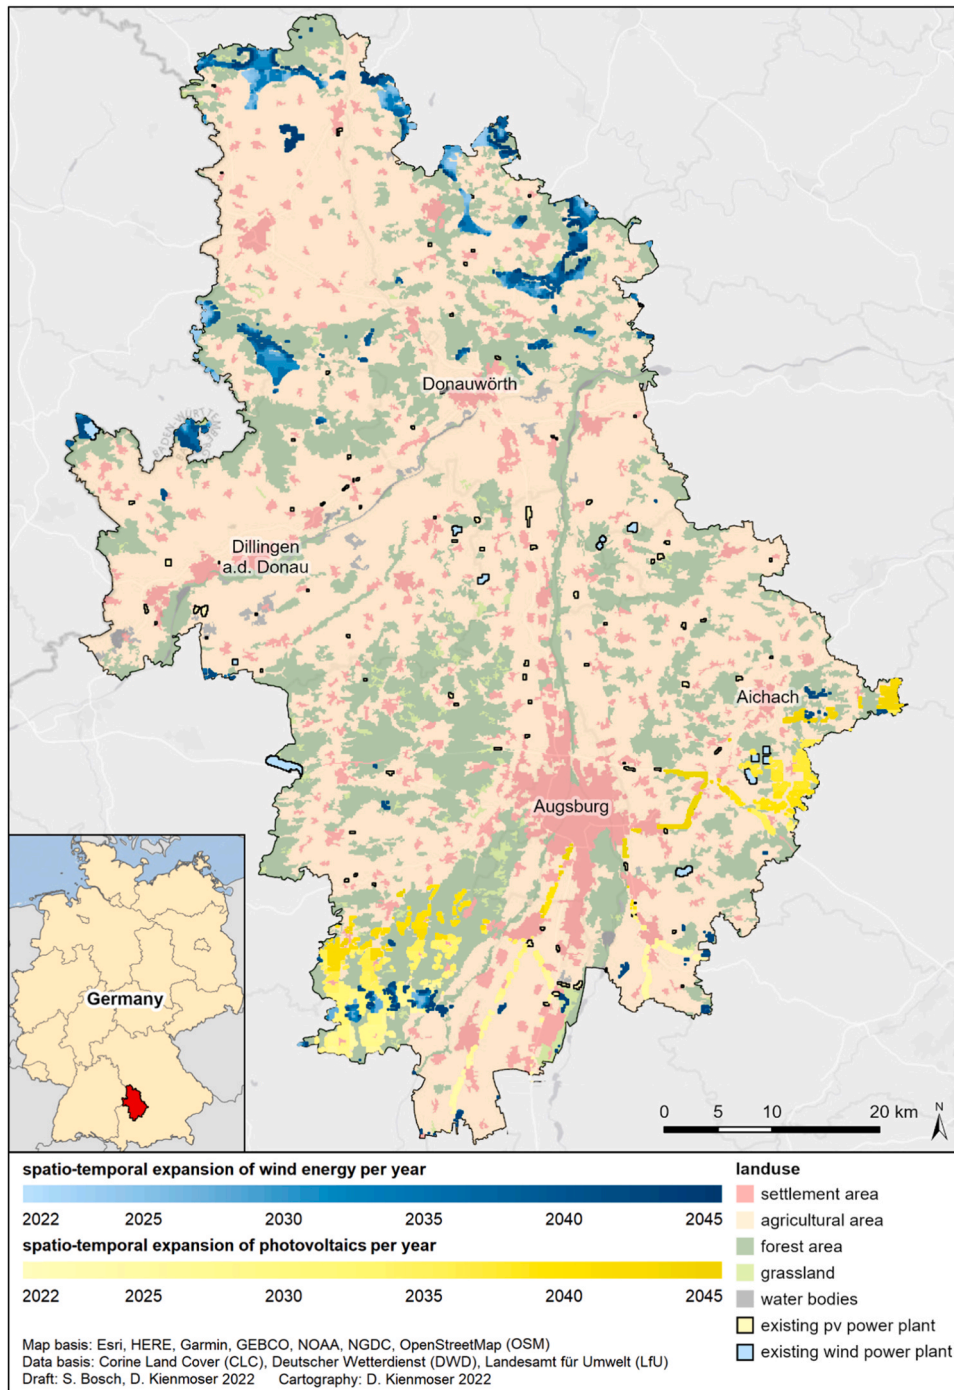 BADEN-WÜRTTE
MBERG
Donauwörth
Dillingen
a.d. Donau
Aichach
Augsburg
Germany
0 5 10 20 km
N
spatio-temporal expansion of wind energy per year
2022 2025 2030 2035 2040 2045
spatio-temporal expansion of photovoltaics per year
2022 2025 2030 2035 2040 2045
landuse
settlement area
agricultural area
forest area
grassland
water bodies
existing pv power plant
existing wind power plant
Map basis: Esri, HERE, Garmin, GEBCO, NOAA, NGDC, OpenStreetMap (OSM)
Data basis: Corine Land Cover (CLC), Deutscher Wetterdienst (DWD), Landesamt für Umwelt (LfU)
Draft: S. Bosch, D. Kienmoser 2022 Cartography: D. Kienmoser 2022